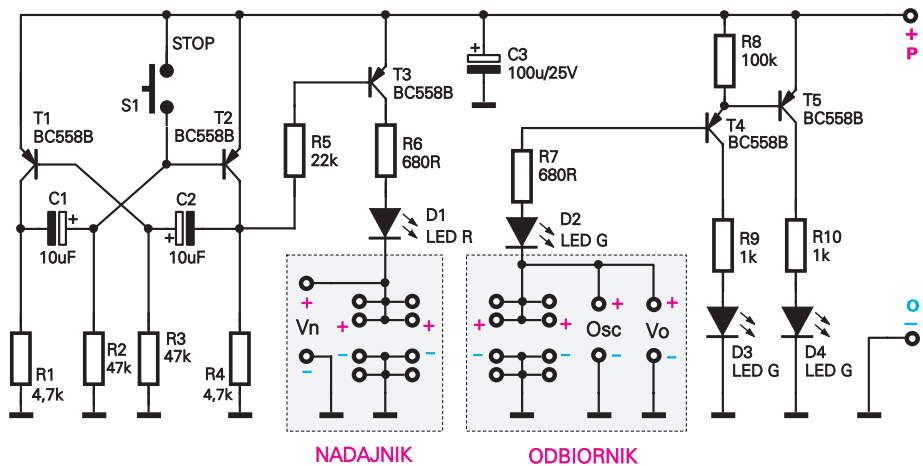 STOP
S1
T1
BC558B
T2
BC558B
T3
BC558B
C3
100u/25V
+
R8
100k
+
P
T5
BC558B
T4
BC558B
R5
22k
R6
680R
R7
680R
C1
+
10uF
C2
+
10uF
D1
LED R
D2
LED G
R9
1k
R10
1k
+
Vn
−
+ +
− −
+ +
− −
+
Osc
−
+
Vo
−
O
−
R1
4,7k
R2
47k
R3
47k
R4
4,7k
D3
LED G
D4
LED G
NADAJNIK
ODBIORNIK